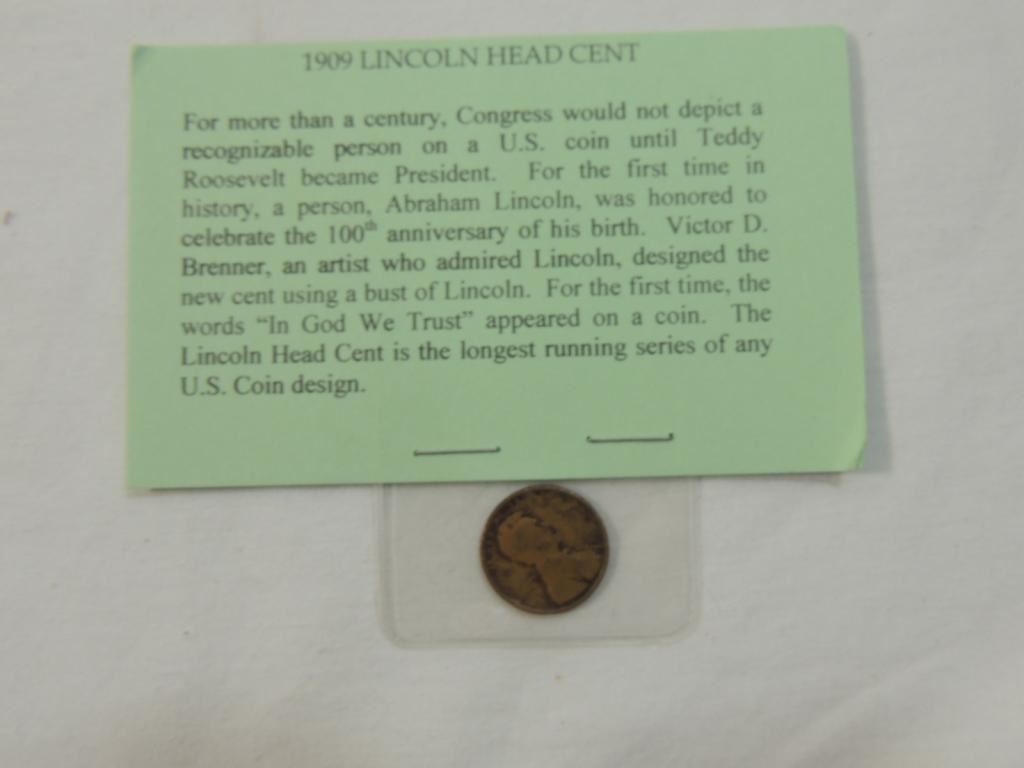 1909 LINCOLN HEAD CENT
For more than a century, Congress would not depict a
recognizable person on a U.S. coin until Teddy
Roosevelt became President. For the first time in
history, a person, Abraham Lincoln, was honored to
celebrate the 100th anniversary of his birth. Victor D.
Brenner, an artist who admired Lincoln, designed the
new cent using a bust of Lincoln. For the first time, the
words “In God We Trust” appeared on a coin. The
Lincoln Head Cent is the longest running series of any
U.S. Coin design.